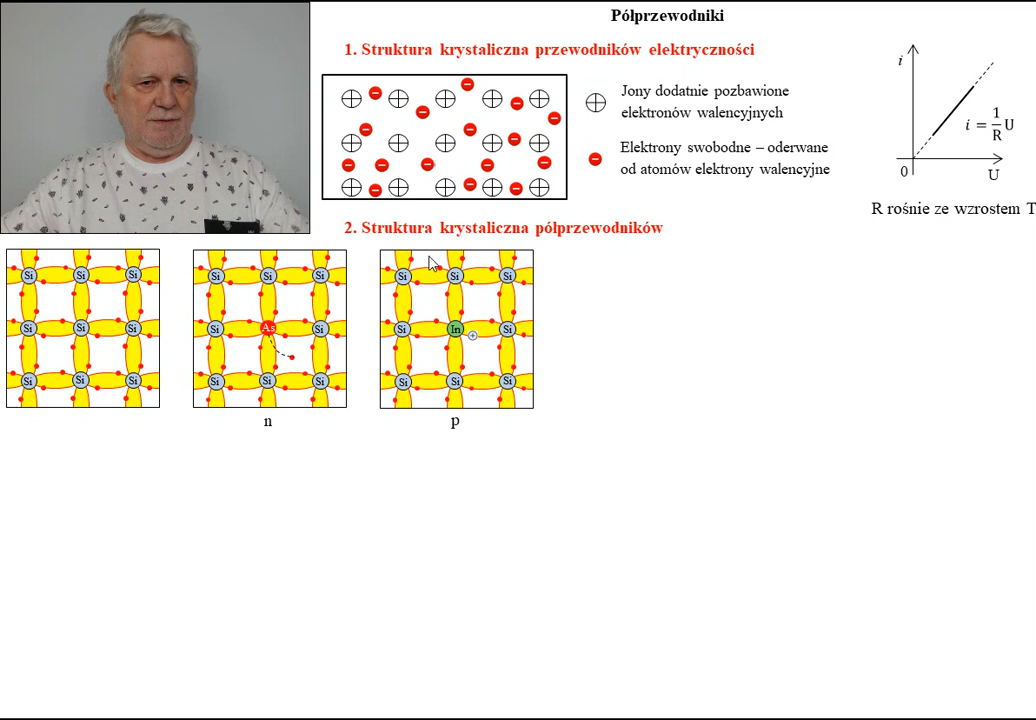 Półprzewodniki
1. Struktura krystaliczna przewodników elektryczności
Jony dodatnie pozbawione
elektronów walencyjnych
Elektrony swobodne – oderwane
od atomów elektrony walencyjne
i
i = 1/R U
0
U
R rośnie ze wzrostem T
2. Struktura krystaliczna półprzewodników
Si Si Si
Si Si Si
Si Si Si
Si Si Si
Si As Si
Si Si Si
n
Si Si Si
Si In Si
Si Si Si
p